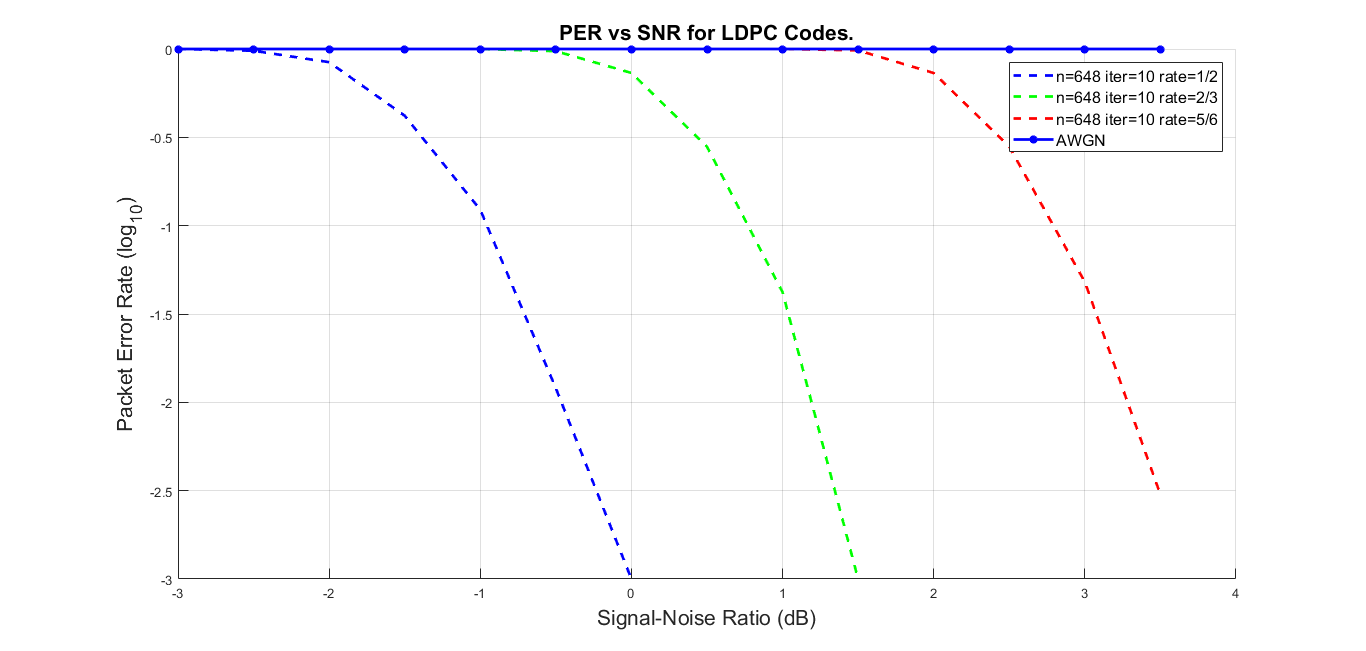 PER vs SNR for LDPC Codes.
Packet Error Rate (log10)
0
-0.5
-1
-1.5
-2
-2.5
-3
n=648 iter=10 rate=1/2
n=648 iter=10 rate=2/3
n=648 iter=10 rate=5/6
AWGN
-3
-2
-1
0
1
2
3
4
Signal-Noise Ratio (dB)